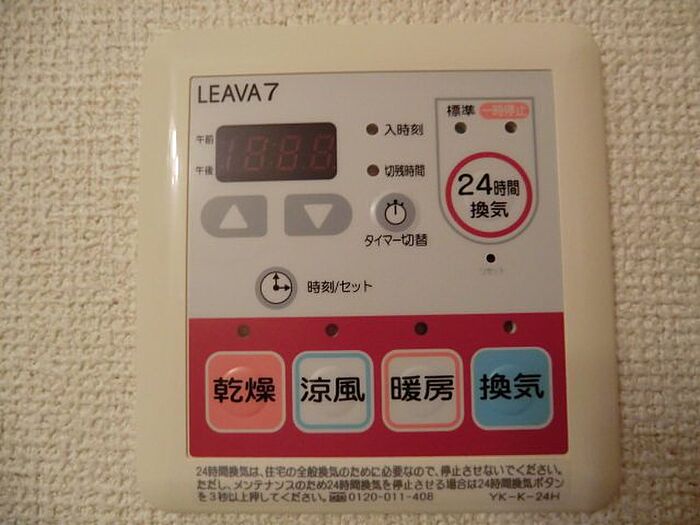 LEAVA7
標準 一時停止
午前 18:88 入時刻
午後 切残時間
24時間
換気
タイマー切替
リセット
時刻/セット
乾燥 涼風 暖房 換気
24時間換気は、住宅の全般換気のために必要なので、停止させないでください。
ただし、メンテナンスのため24時間換気を停止させる場合は24時間換気ボタン
を3秒以上押してください。 0120-011-408 YK-K-24H